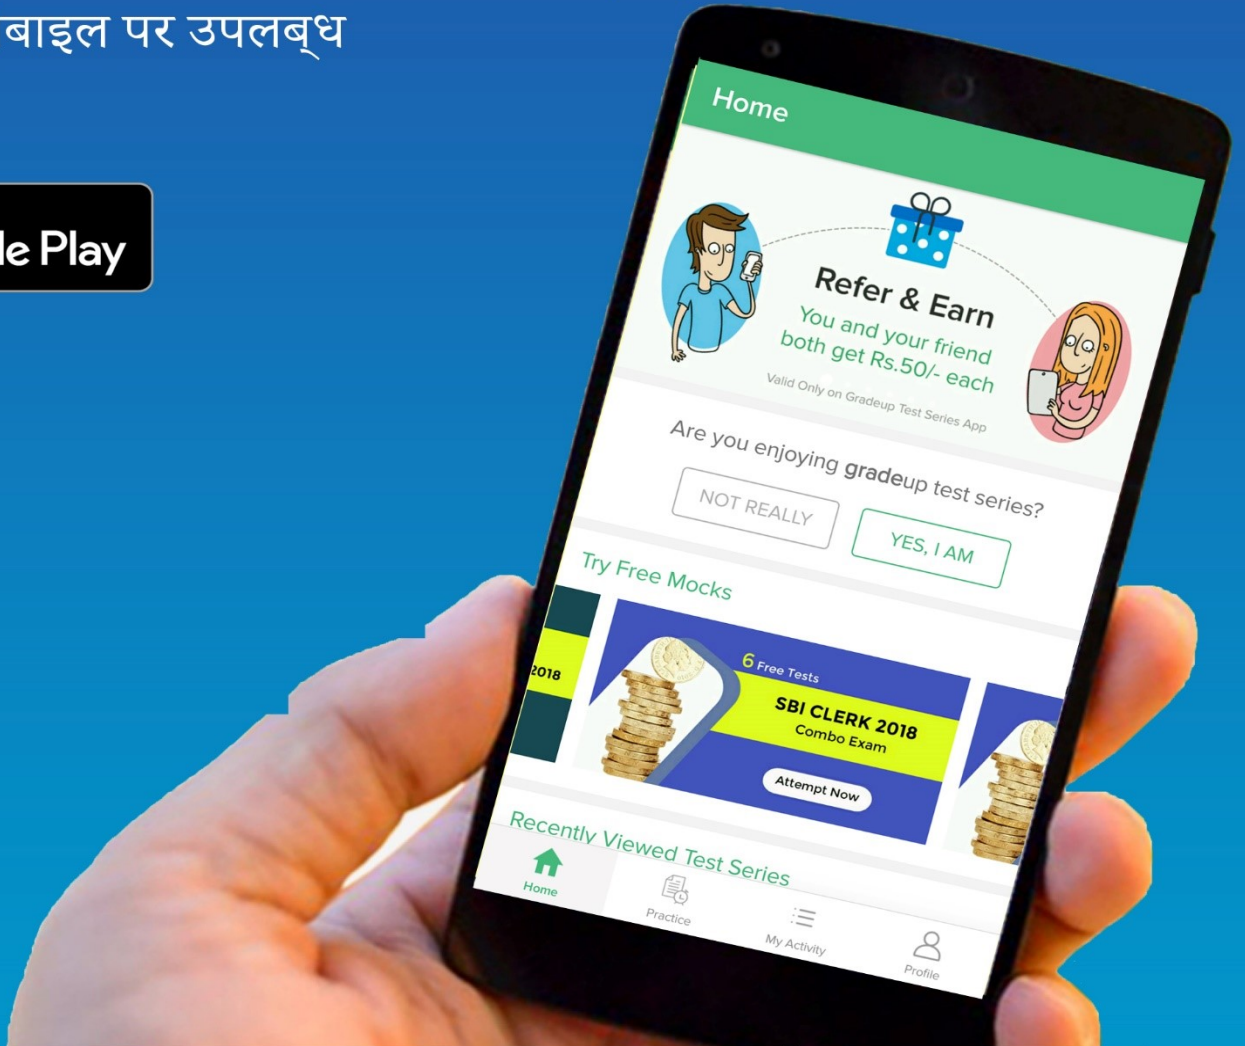 बाइल पर उपलब्ध
le Play
Home
Refer & Earn
You and your friend
both get Rs.50/- each
Valid Only on Gradeup Test Series App
Are you enjoying gradeup test series?
NOT REALLY
YES, I AM
Try Free Mocks
2018
6 Free Tests
SBI CLERK 2018
Combo Exam
Attempt Now
Recently Viewed Test Series
Home
Practice
My Activity
Profile